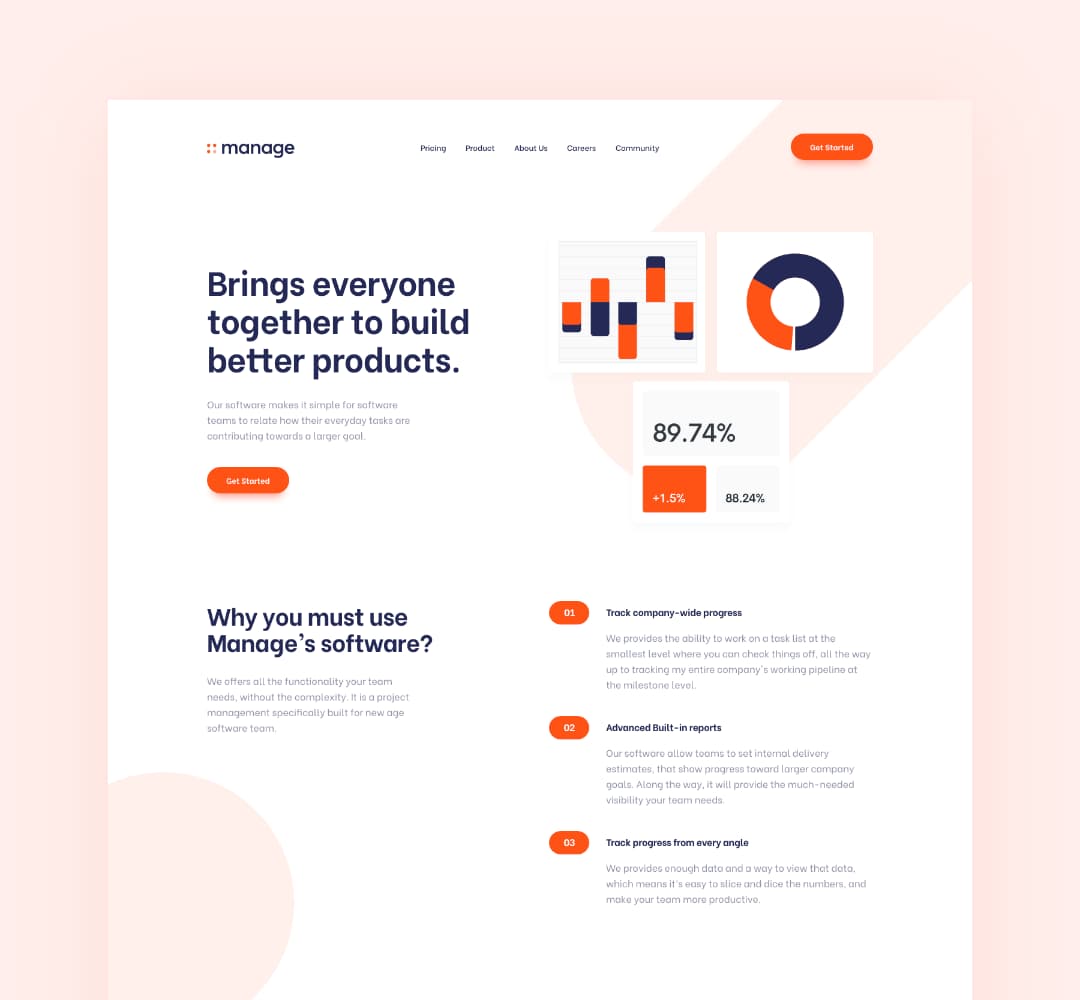 manage
Pricing Product About Us Careers Community
Get Started
Brings everyone
together to build
better products.
Our software makes it simple for software
teams to relate how their everyday tasks are
contributing towards a larger goal.
Get Started
89.74%
+1.5%
88.24%
Why you must use
Manage's software?
We offers all the functionality your team
needs, without the complexity. It is a project
management specifically built for new age
software team.
01
Track company-wide progress
We provides the ability to work on a task list at the
smallest level where you can check things off, all the way
up to tracking my entire company's working pipeline at
the milestone level.
02
Advanced Built-in reports
Our software allow teams to set internal delivery
estimates, that show progress toward larger company
goals. Along the way, it will provide the much-needed
visibility your team needs.
03
Track progress from every angle
We provides enough data and a way to view that data,
which means it's easy to slice and dice the numbers, and
make your team more productive.